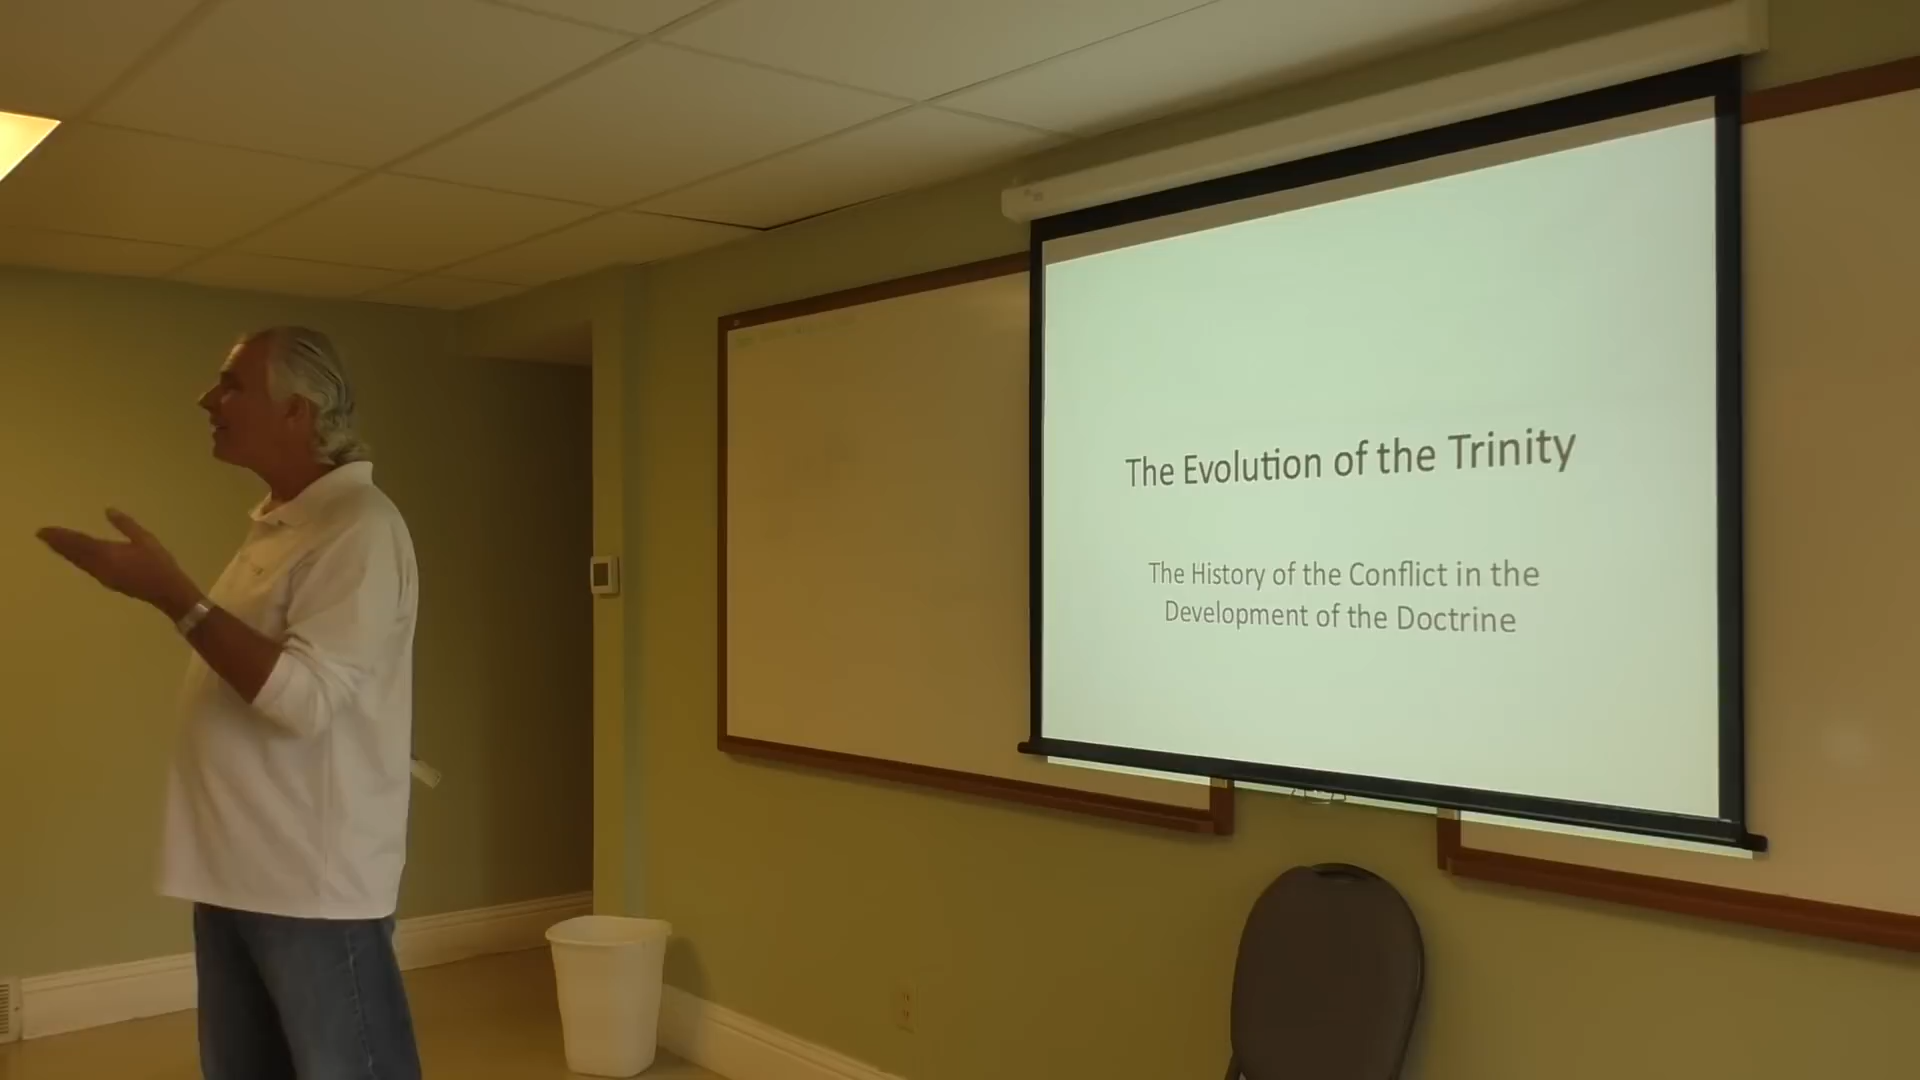 The Evolution of the Trinity
The History of the Conflict in the
Development of the Doctrine